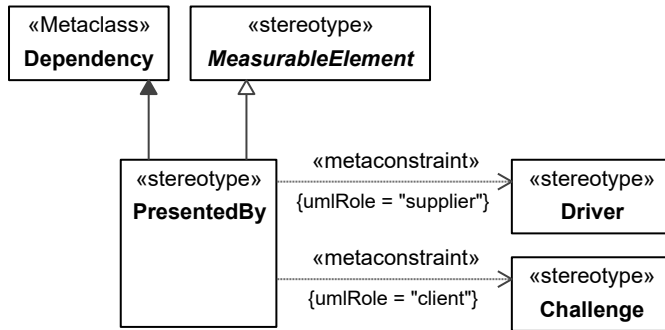 «Metaclass»
Dependency
«stereotype»
MeasurableElement
«stereotype»
PresentedBy
«metaconstraint»
{umlRole = "supplier"}
«stereotype»
Driver
«metaconstraint»
{umlRole = "client"}
«stereotype»
Challenge